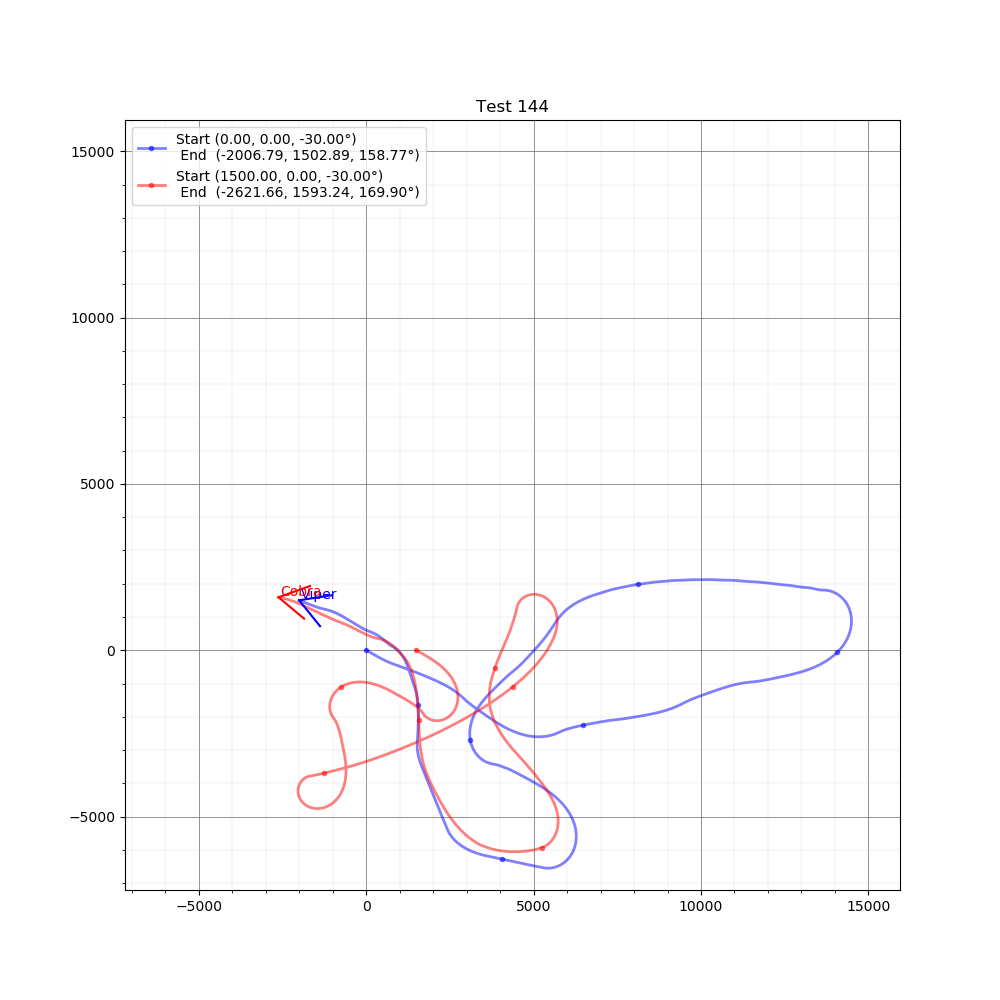 Test 144
Start (0.00, 0.00, -30.00°)
End (-2006.79, 1502.89, 158.77°)
Start (1500.00, 0.00, -30.00°)
End (-2621.66, 1593.24, 169.90°)
15000
10000
5000
0
−5000
Cobra
Viper
−5000
0
5000
10000
15000